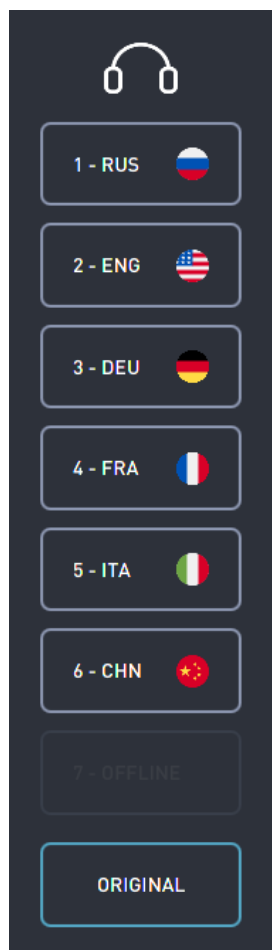 1 - RUS
2 - ENG
3 - DEU
4 - FRA
5 - ITA
6 - CHN
7 - OFFLINE
ORIGINAL